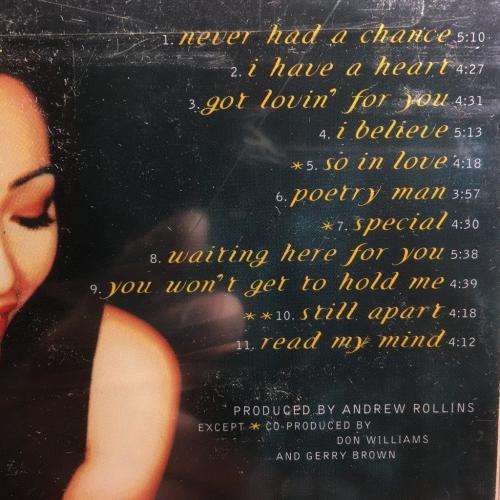 1. never had a chance 5:10
2. i have a heart 4:27
3. got lovin' for you 4:31
4. i believe 5:13
*5. so in love 4:18
6. poetry man 3:57
*7. special 4:30
8. waiting here for you 5:38
9. you won't get to hold me 4:39
**10. still apart 4:18
11. read my mind 4:12
PRODUCED BY ANDREW ROLLINS
EXCEPT * CO-PRODUCED BY
DON WILLIAMS
AND GERRY BROWN